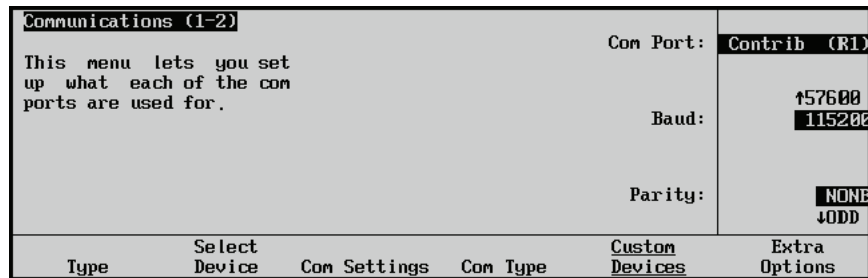 Communications (1-2)
Com Port: Contrib (R1)
This menu lets you set
up what each of the com
ports are used for.
↑57600
Baud: 115200
Parity: NONE
↓ODD
Type Select Device Com Settings Com Type Custom Devices Extra Options